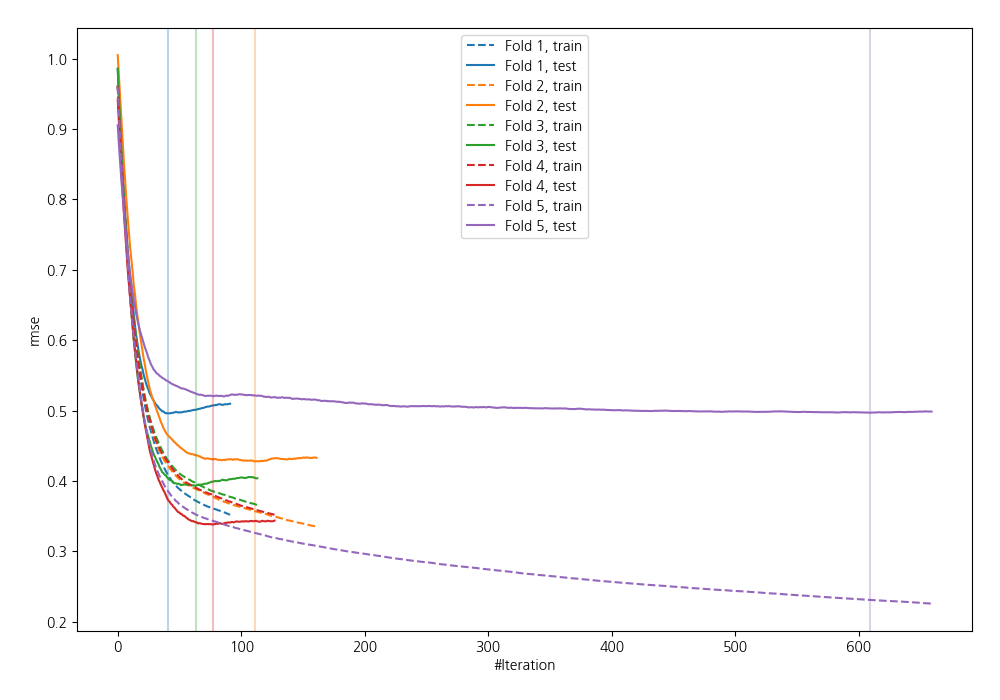 1.0
0.9
0.8
0.7
0.6
0.5
0.4
0.3
0.2
rmse
Fold 1, train
Fold 1, test
Fold 2, train
Fold 2, test
Fold 3, train
Fold 3, test
Fold 4, train
Fold 4, test
Fold 5, train
Fold 5, test
0 100 200 300 400 500 600
#Iteration